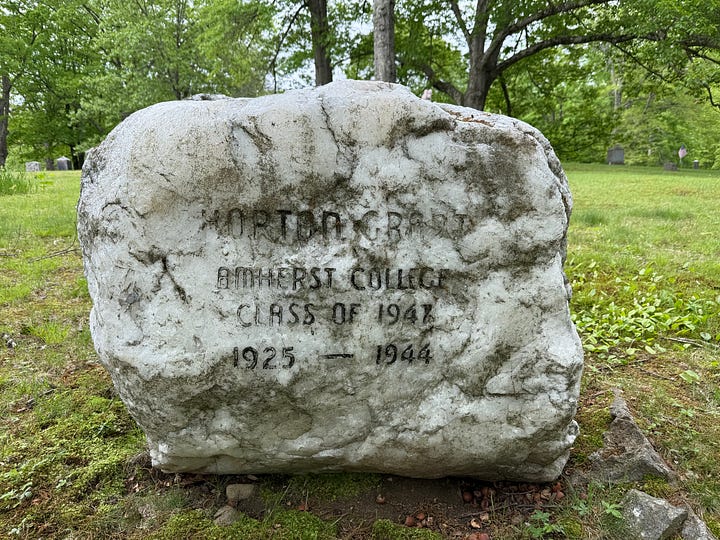 MORTON GRANT
AMHERST COLLEGE
CLASS OF 1947
1925 — 1944